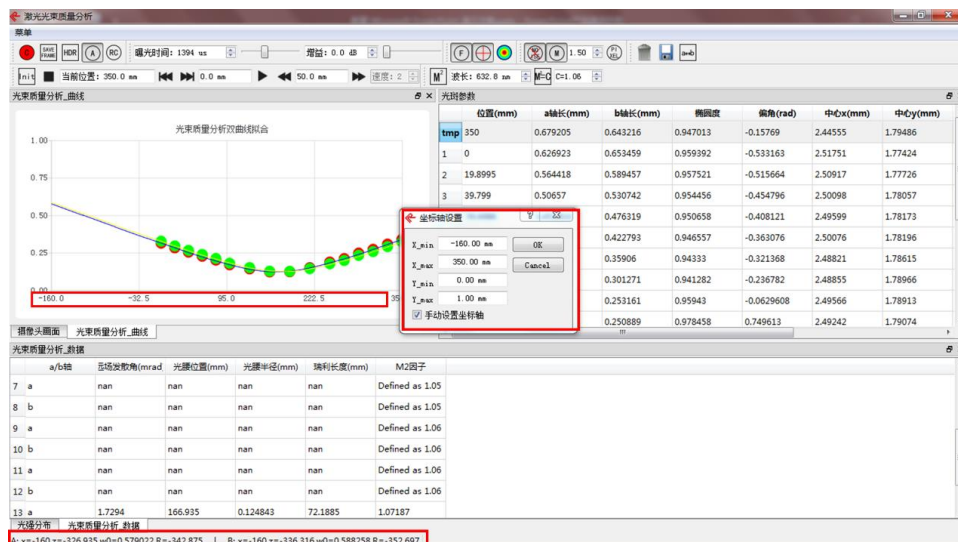 激光光束质量分析
菜单
SAVE FRAME HDR A RC 曝光时间: 1394 us 增益: 0.0 dB F M 1.50 a↔b
Init 当前位置: 350.0 mm 0.0 mm 50.0 mm 速度: 2 M² 波长: 632.8 nm M²=C C=1.06
光束质量分析_曲线 光斑参数
光束质量分析双曲线拟合
1.00
0.75
0.50
0.25
0.00
-160.0 -32.5 95.0 222.5 35
位置(mm) a轴长(mm) b轴长(mm) 椭圆度 偏角(rad) 中心x(mm) 中心y(mm)
tmp 350 0.679205 0.643216 0.947013 -0.15769 2.44555 1.79486
1 0 0.626923 0.653459 0.959392 -0.533163 2.51751 1.77424
2 19.8995 0.564418 0.589457 0.957521 -0.515664 2.50917 1.77726
3 39.799 0.50657 0.530742 0.954456 -0.454796 2.50098 1.78057
0.476319 0.950658 -0.408121 2.49599 1.78173
0.422793 0.946557 -0.363076 2.50076 1.78196
0.35906 0.94333 -0.321368 2.48821 1.78615
0.301271 0.941282 -0.236782 2.48855 1.78966
0.253161 0.95943 -0.0629608 2.49566 1.78913
0.250889 0.978458 0.749613 2.49242 1.79074
坐标轴设置
X_min -160.00 mm OK
X_max 350.00 mm Cancel
Y_min 0.00 mm
Y_max 1.00 mm
手动设置坐标轴
摄像头画面 光束质量分析_曲线
光束质量分析_数据
a/b轴 场发散角(mrad 光腰位置(mm) 光腰半径(mm) 瑞利长度(mm) M2因子
7 a nan nan nan nan Defined as 1.05
8 b nan nan nan nan Defined as 1.05
9 a nan nan nan nan Defined as 1.06
10 b nan nan nan nan Defined as 1.06
11 a nan nan nan nan Defined as 1.06
12 b nan nan nan nan Defined as 1.06
13 a 1.7294 166.935 0.124843 72.1885 1.07187
光强分布 光束质量分析_数据
A: x=-160 z=-326.935 w0=0.579022 R=-342.875 | B: x=-160 z=-336.316 w0=0.588258 R=-352.697